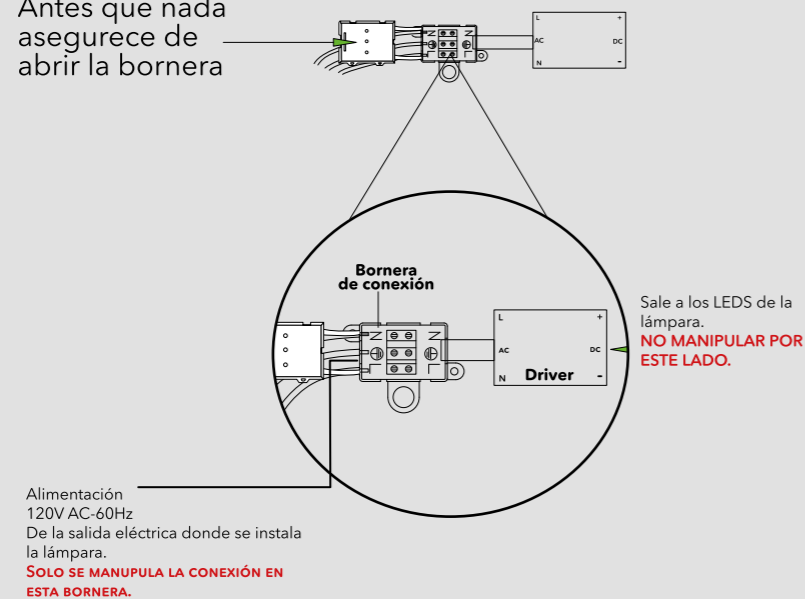 Antes que nada
asegurece de
abrir la bornera
L +
AC DC
N -
Bornera
de conexión
N N
L L
L +
AC DC
N Driver -
Sale a los LEDS de la
lámpara.
NO MANIPULAR POR
ESTE LADO.
Alimentación
120V AC-60Hz
De la salida eléctrica donde se instala
la lámpara.
SOLO SE MANUPULA LA CONEXIÓN EN
ESTA BORNERA.